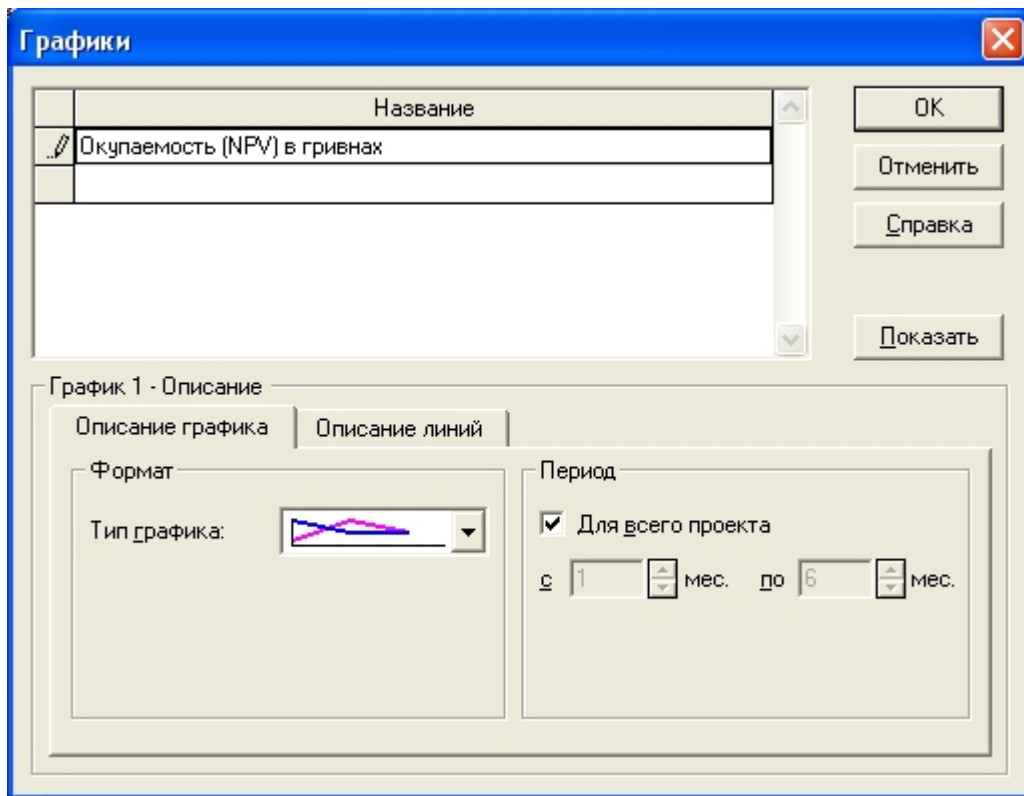 Графики
Название
Окупаемость (NPV) в гривнах
OK
Отменить
Справка
Показать
График 1 - Описание
Описание графика
Описание линий
Формат
Тип графика:
Период
Для всего проекта
с 1 мес. по 6 мес.